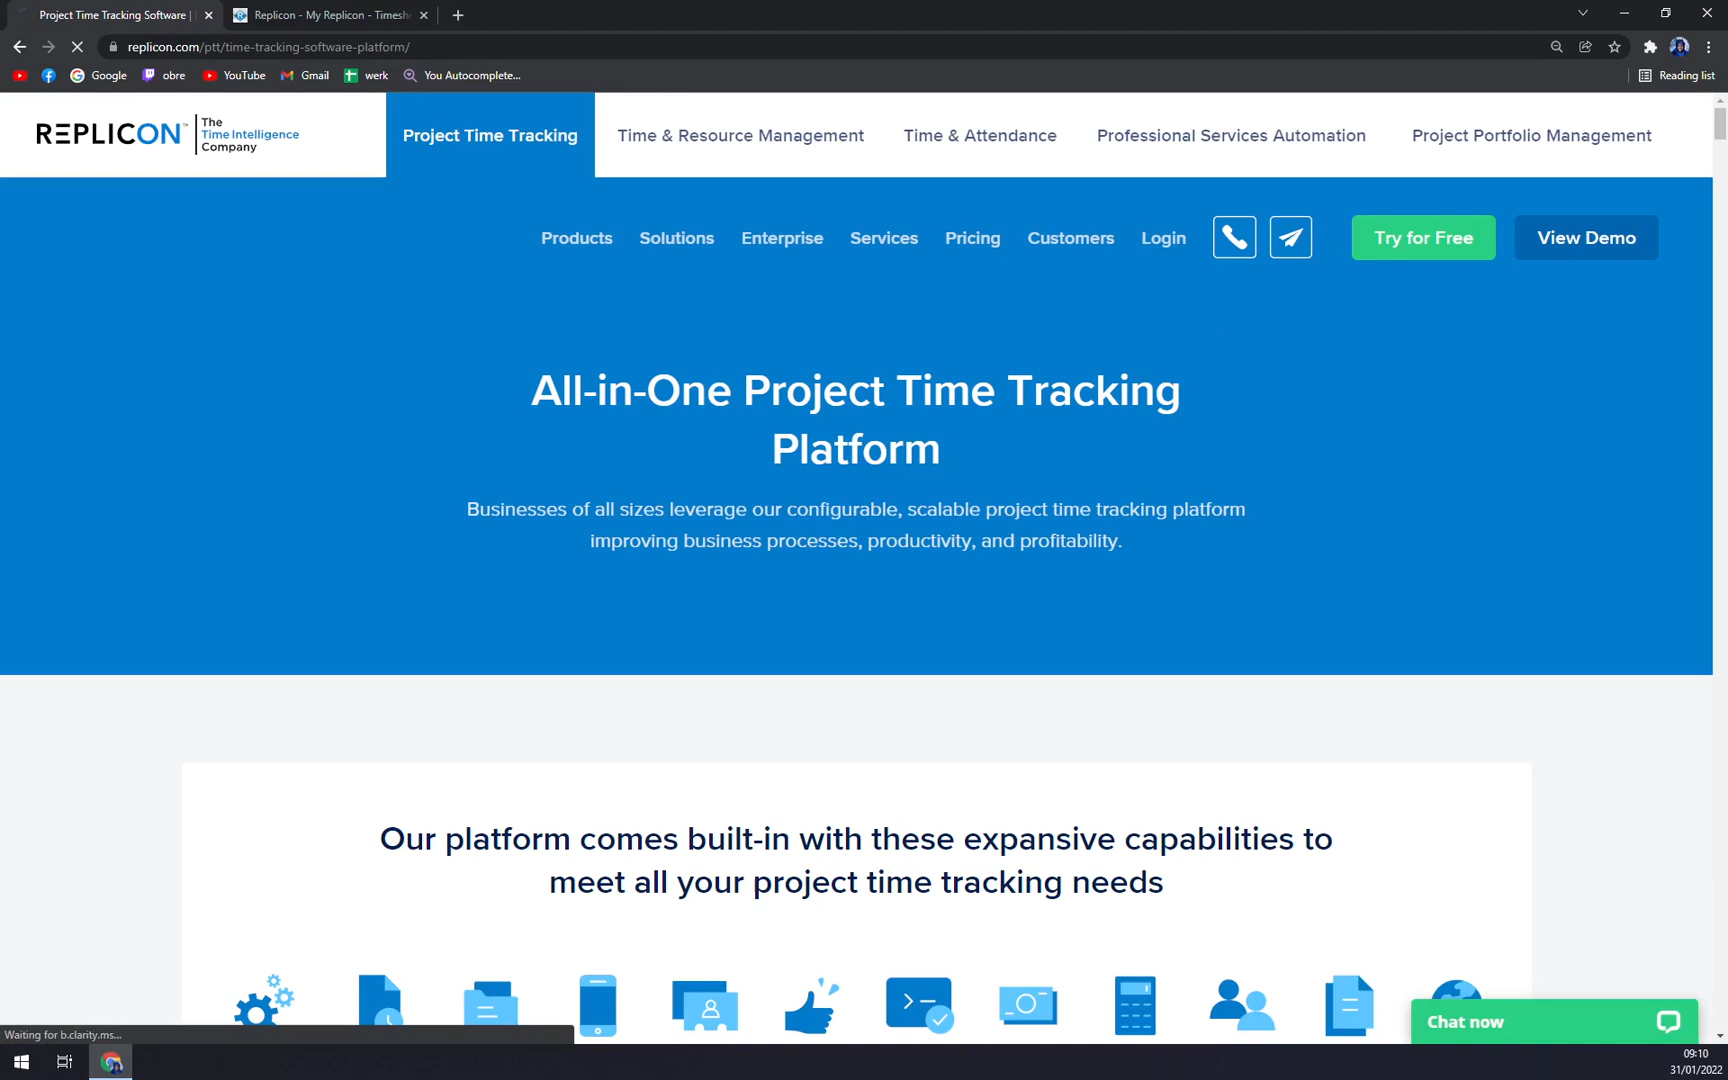 Project Time Tracking Software |
Replicon - My Replicon - Timesh
replicon.com/ptt/time-tracking-software-platform/
Google
obre
YouTube
Gmail
werk
You Autocomplete...
Reading list
REPLICON
The
Time Intelligence
Company
Project Time Tracking
Time & Resource Management
Time & Attendance
Professional Services Automation
Project Portfolio Management
Products
Solutions
Enterprise
Services
Pricing
Customers
Login
Try for Free
View Demo
All-in-One Project Time Tracking
Platform
Businesses of all sizes leverage our configurable, scalable project time tracking platform
improving business processes, productivity, and profitability.
Our platform comes built-in with these expansive capabilities to
meet all your project time tracking needs
Chat now
Waiting for b.clarity.ms...
09:10
31/01/2022